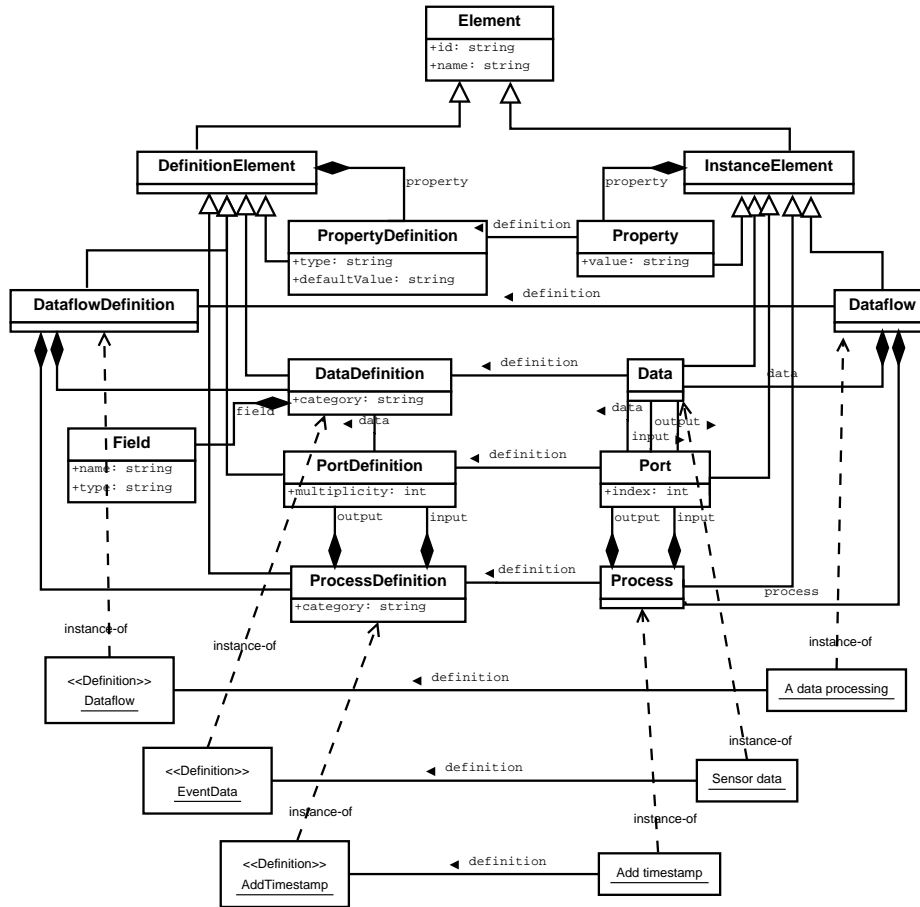 Element
+id: string
+name: string
DefinitionElement
InstanceElement
property
property
PropertyDefinition
+type: string
+defaultValue: string
◄ definition
Property
+value: string
DataflowDefinition
◄ definition
Dataflow
DataDefinition
+category: string
◄ definition
Data
data
field
◄ data
◄ data
output ►
input ►
Field
+name: string
+type: string
PortDefinition
+multiplicity: int
◄ definition
Port
+index: int
output
input
output
input
ProcessDefinition
+category: string
◄ definition
Process
process
instance-of
instance-of
instance-of
<<Definition>>
Dataflow
◄ definition
A data processing
instance-of
instance-of
<<Definition>>
EventData
◄ definition
Sensor data
instance-of
<<Definition>>
AddTimestamp
◄ definition
Add timestamp